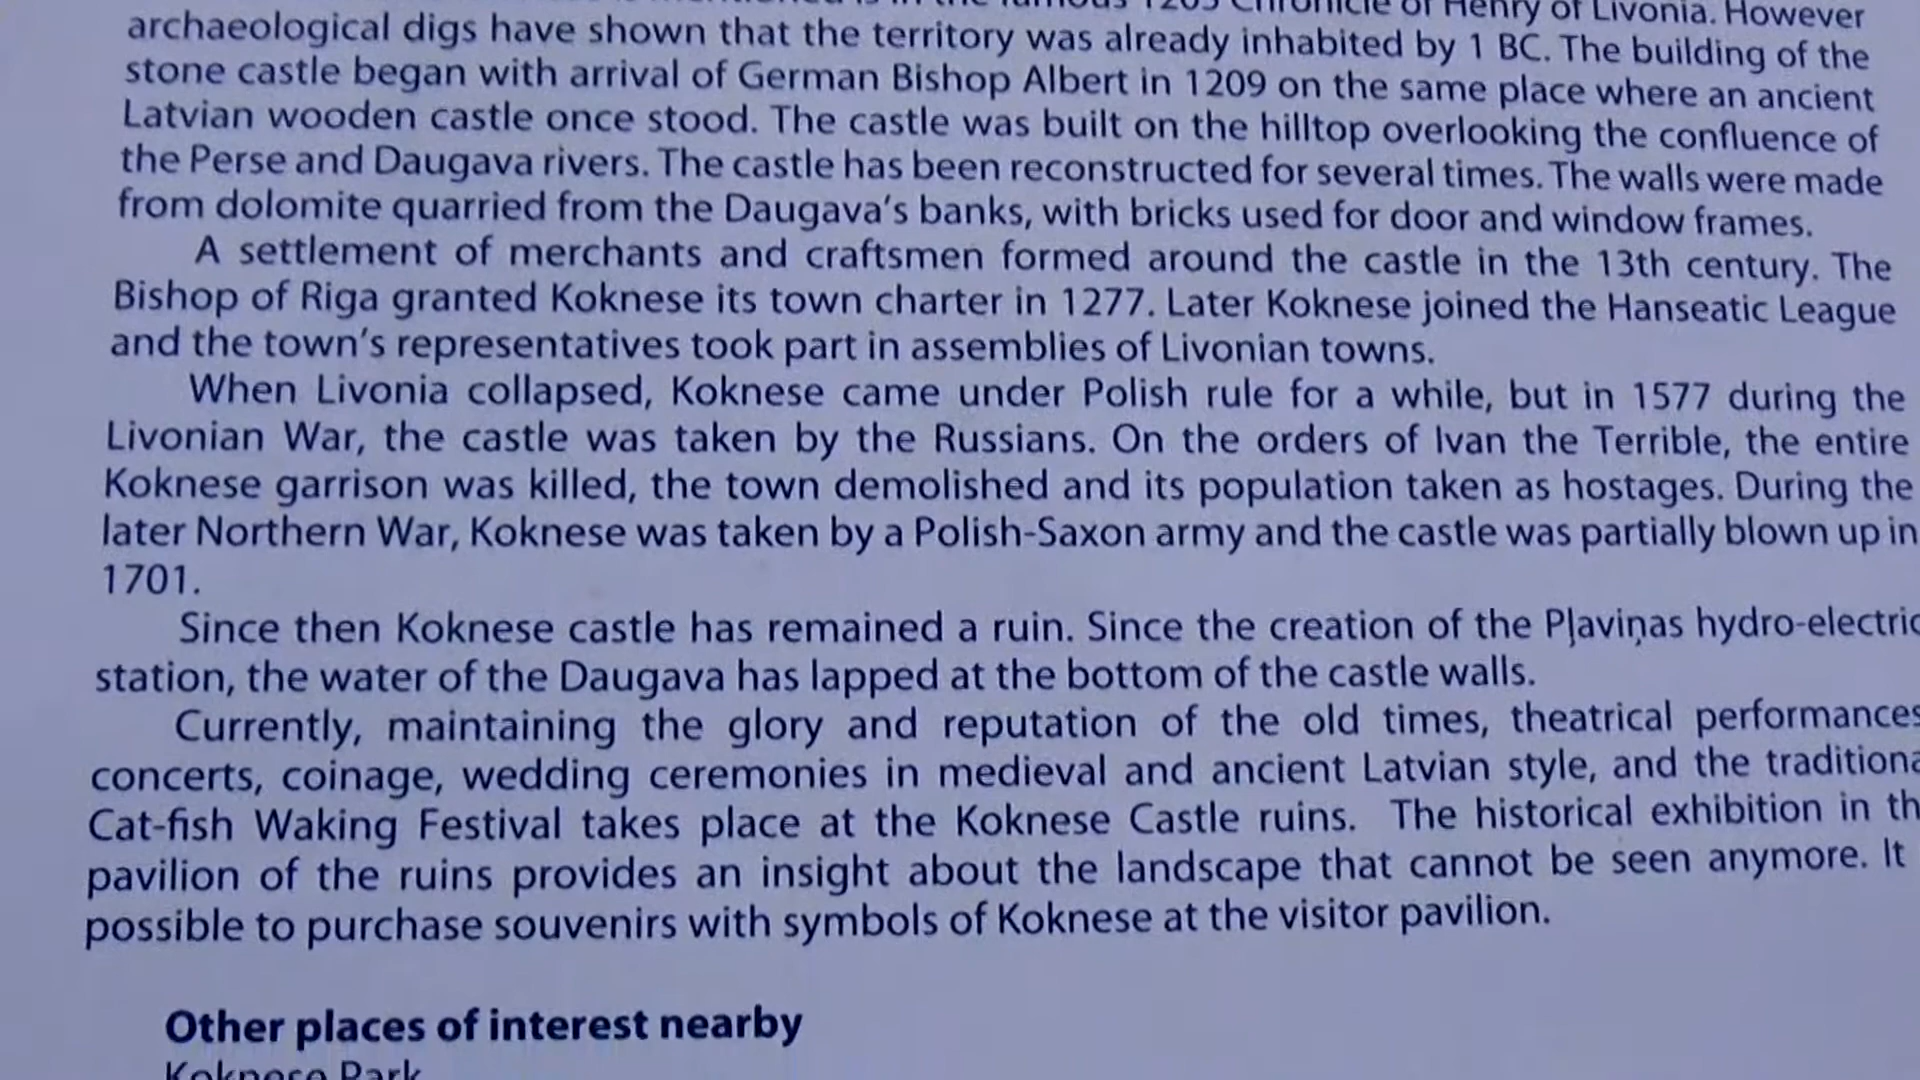 Chronicle of Henry of Livonia. However
archaeological digs have shown that the territory was already inhabited by 1 BC. The building of the
stone castle began with arrival of German Bishop Albert in 1209 on the same place where an ancient
Latvian wooden castle once stood. The castle was built on the hilltop overlooking the confluence of
the Perse and Daugava rivers. The castle has been reconstructed for several times. The walls were made
from dolomite quarried from the Daugava's banks, with bricks used for door and window frames.
A settlement of merchants and craftsmen formed around the castle in the 13th century. The
Bishop of Riga granted Koknese its town charter in 1277. Later Koknese joined the Hanseatic League
and the town's representatives took part in assemblies of Livonian towns.
When Livonia collapsed, Koknese came under Polish rule for a while, but in 1577 during the
Livonian War, the castle was taken by the Russians. On the orders of Ivan the Terrible, the entire
Koknese garrison was killed, the town demolished and its population taken as hostages. During the
later Northern War, Koknese was taken by a Polish-Saxon army and the castle was partially blown up in
1701.
Since then Koknese castle has remained a ruin. Since the creation of the Pļaviņas hydro-electric
station, the water of the Daugava has lapped at the bottom of the castle walls.
Currently, maintaining the glory and reputation of the old times, theatrical performances
concerts, coinage, wedding ceremonies in medieval and ancient Latvian style, and the traditiona
Cat-fish Waking Festival takes place at the Koknese Castle ruins. The historical exhibition in th
pavilion of the ruins provides an insight about the landscape that cannot be seen anymore. It
possible to purchase souvenirs with symbols of Koknese at the visitor pavilion.
Other places of interest nearby
Koknese Park